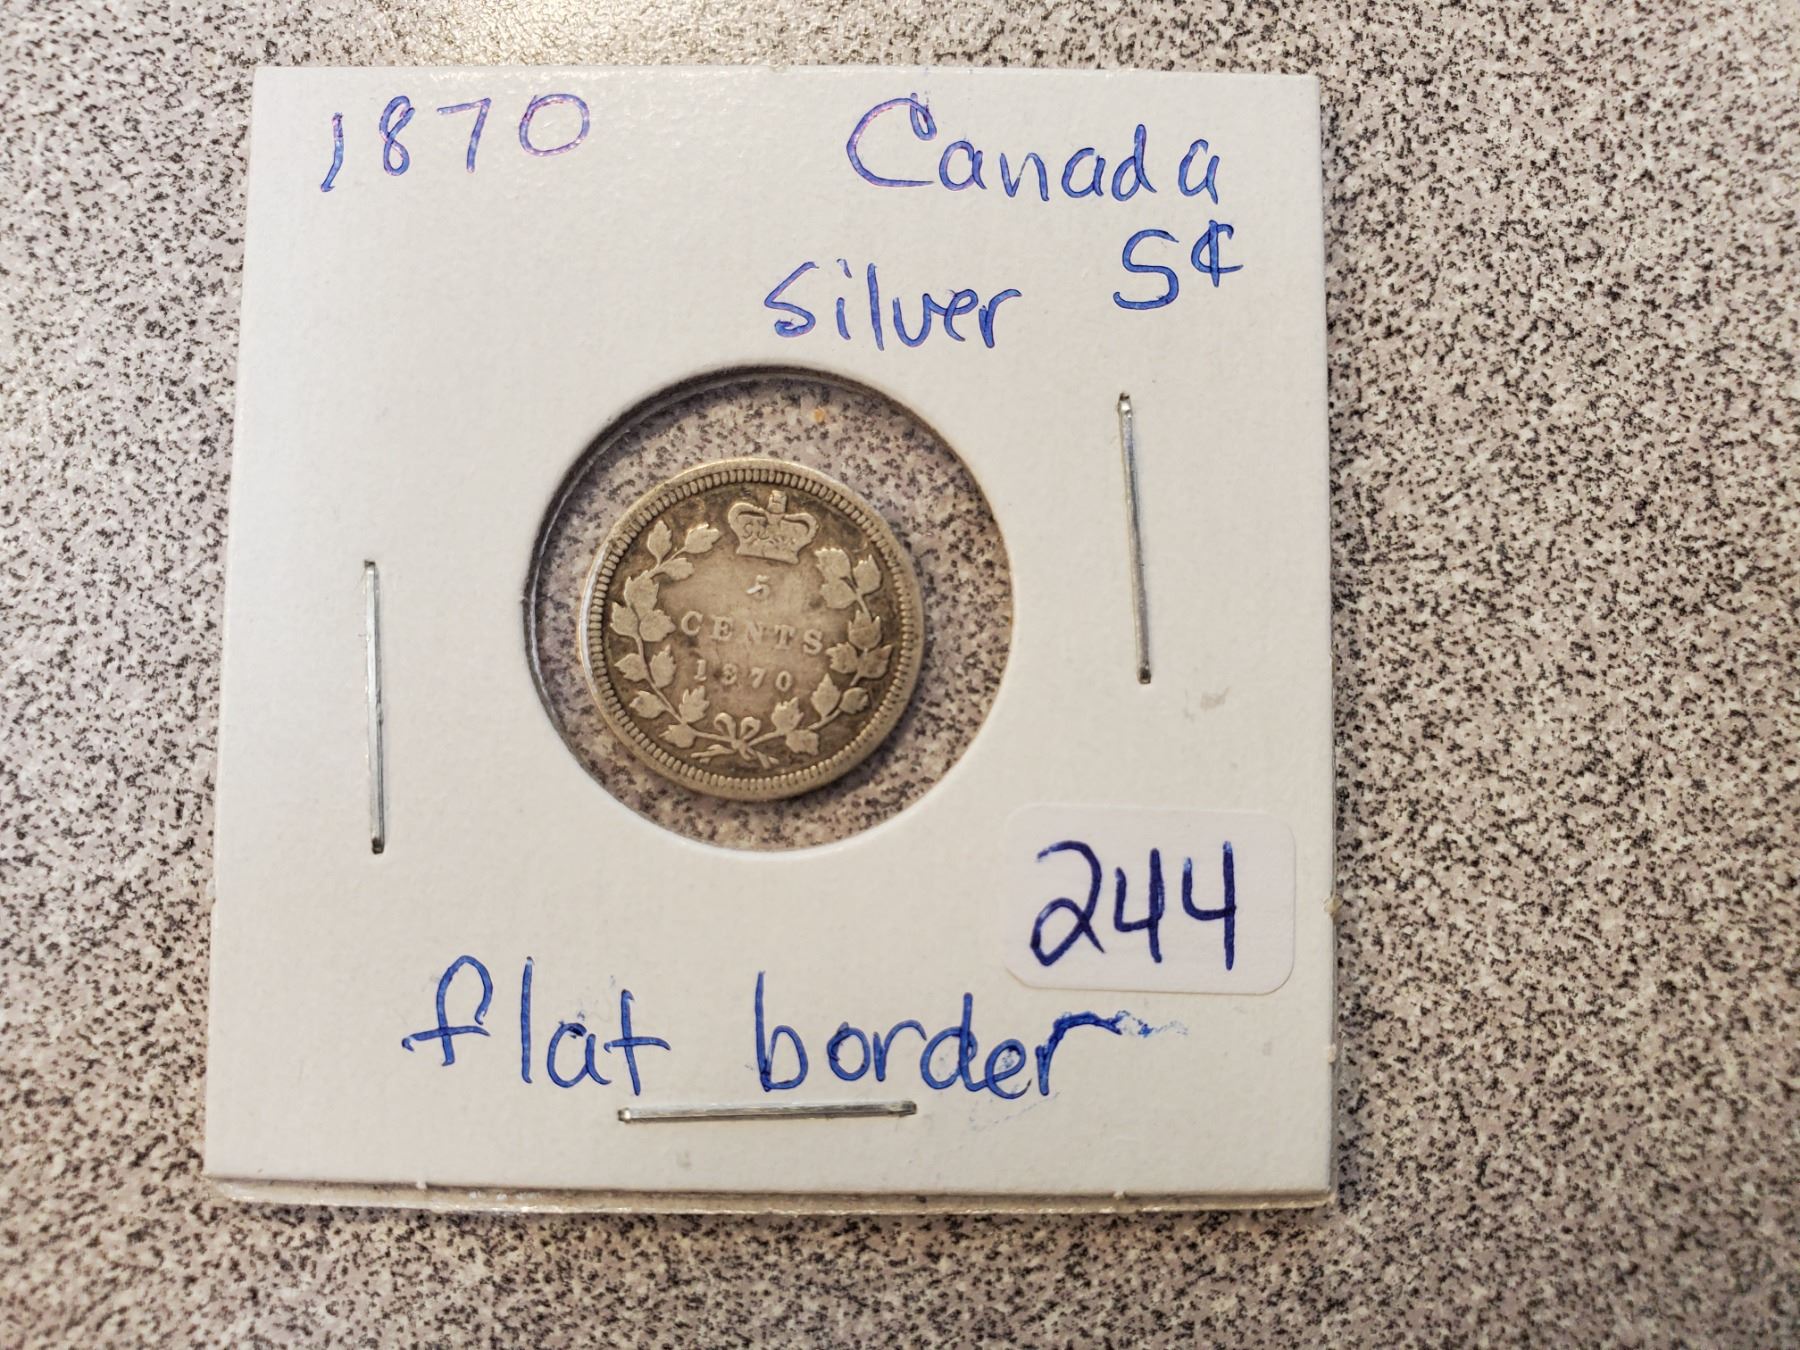 1870 Canada
silver 5¢
5
CENTS
1870
244
flat border